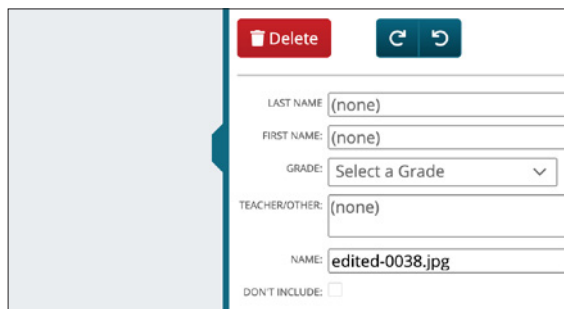 Delete
LAST NAME (none)
FIRST NAME: (none)
GRADE: Select a Grade
TEACHER/OTHER: (none)
NAME: edited-0038.jpg
DON'T INCLUDE: